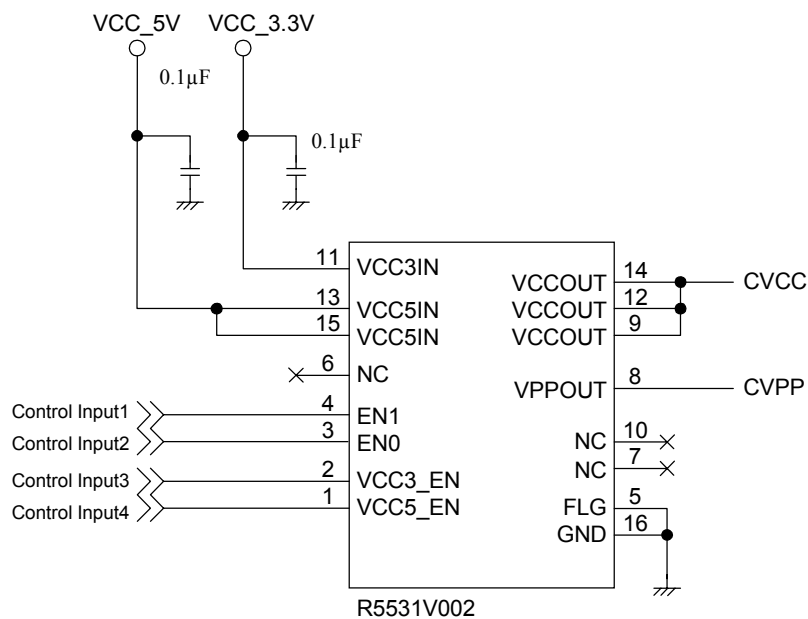 VCC_5V VCC_3.3V
0.1µF
0.1µF
11 VCC3IN VCCOUT 14 CVCC
13 VCC5IN VCCOUT 12
15 VCC5IN VCCOUT 9
6 NC
VPPOUT 8 CVPP
Control Input1 4 EN1
Control Input2 3 EN0 NC 10
NC 7
Control Input3 2 VCC3_EN
Control Input4 1 VCC5_EN FLG 5
GND 16
R5531V002